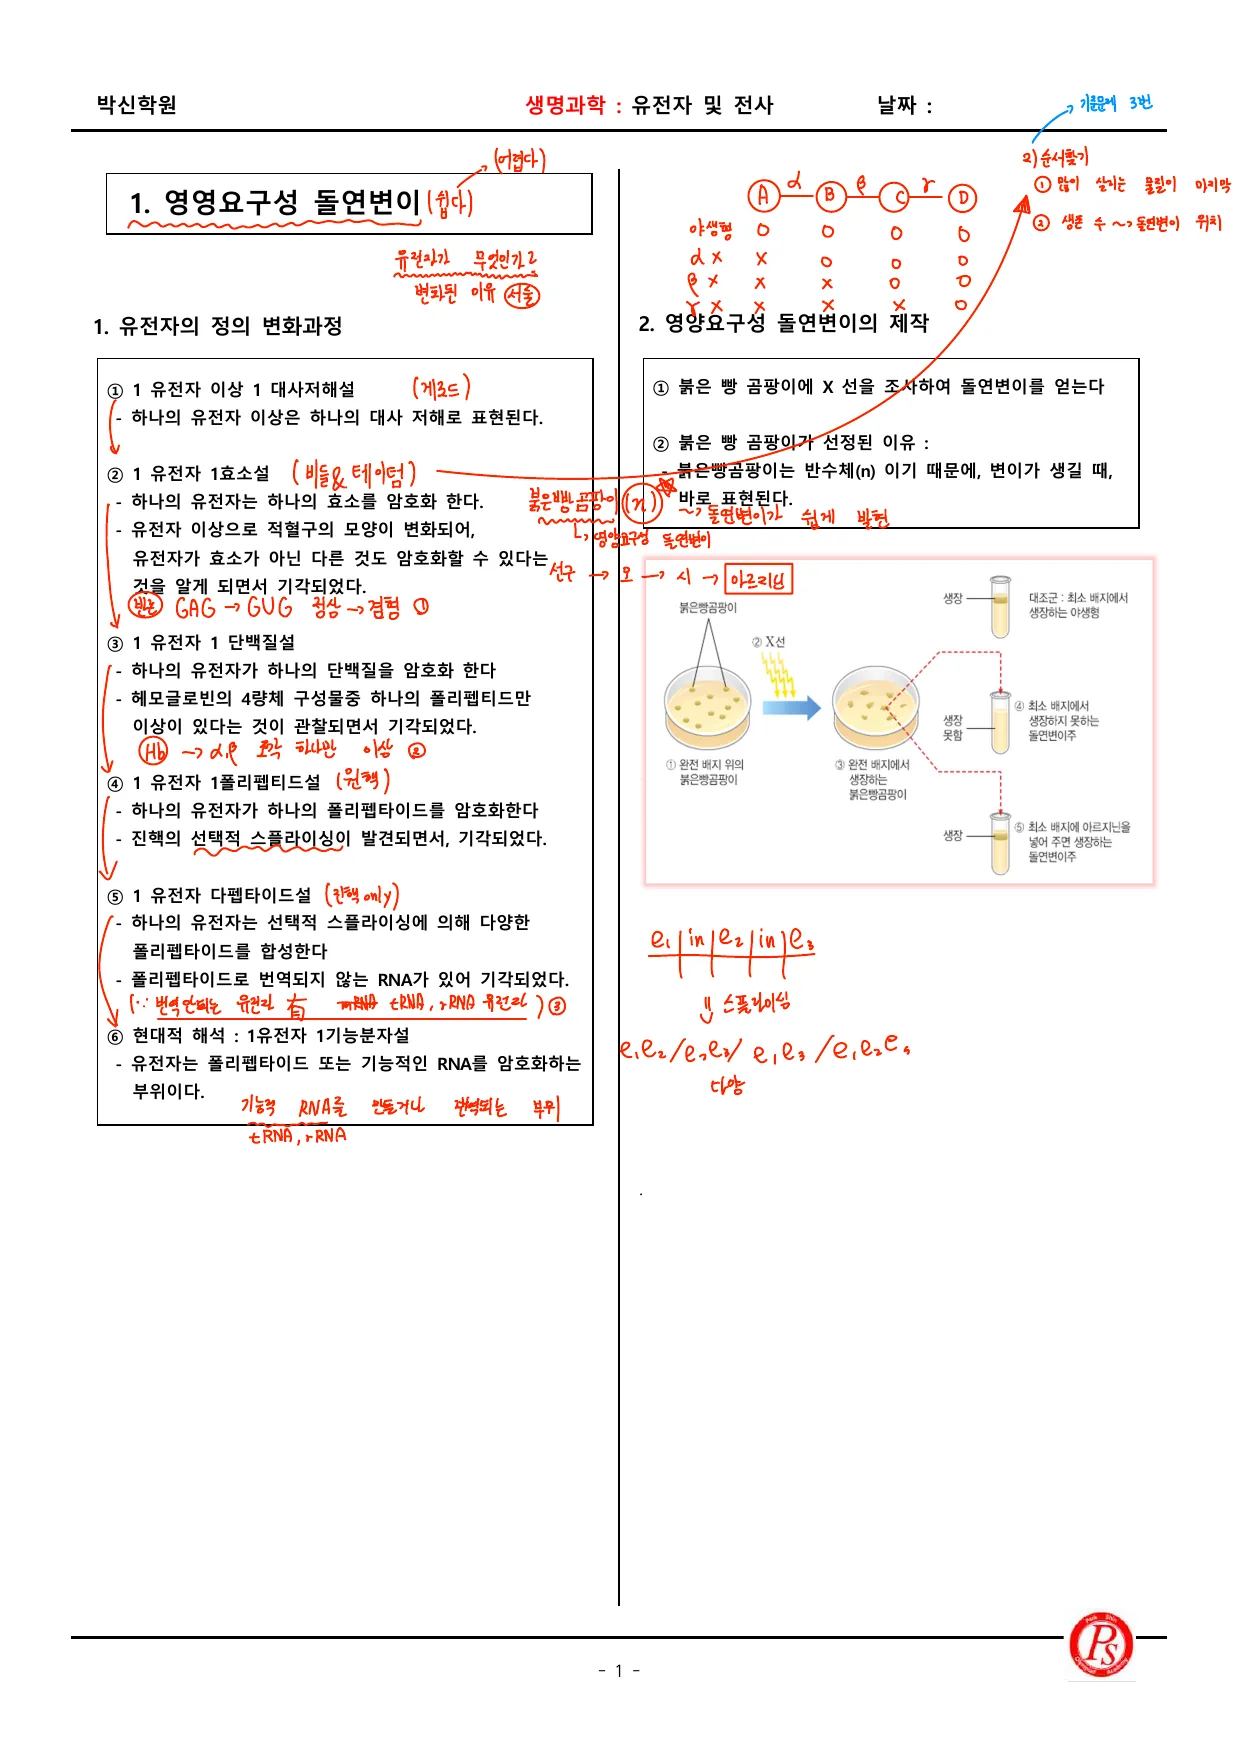 박신학원
생명과학 : 유전자 및 전사
날짜 :
기출문제 3번
1. 영영요구성 돌연변이 (쉽다)
(어렵다)
유전자가 무엇인가?
변화된 이유 서술
1. 유전자의 정의 변화과정
① 1 유전자 이상 1 대사저해설 (게로드)
- 하나의 유전자 이상은 하나의 대사 저해로 표현된다.
② 1 유전자 1효소설 (비들&테이텀)
- 하나의 유전자는 하나의 효소를 암호화 한다.
- 유전자 이상으로 적혈구의 모양이 변화되어,
유전자가 효소가 아닌 다른 것도 암호화할 수 있다는
것을 알게 되면서 기각되었다.
반론 GAG → GUG 정상 → 겸형 ①
③ 1 유전자 1 단백질설
- 하나의 유전자가 하나의 단백질을 암호화 한다
- 헤모글로빈의 4량체 구성물중 하나의 폴리펩티드만
이상이 있다는 것이 관찰되면서 기각되었다.
Hb → α,β 조각 하나만 이상 ②
④ 1 유전자 1폴리펩티드설 (원핵)
- 하나의 유전자가 하나의 폴리펩타이드를 암호화한다
- 진핵의 선택적 스플라이싱이 발견되면서, 기각되었다.
⑤ 1 유전자 다펩타이드설 (진핵 only)
- 하나의 유전자는 선택적 스플라이싱에 의해 다양한
폴리펩타이드를 합성한다
- 폴리펩타이드로 번역되지 않는 RNA가 있어 기각되었다.
(∵ 번역 안되는 유전자 有 mRNA tRNA, rRNA 유전자) ③
⑥ 현대적 해석 : 1유전자 1기능분자설
- 유전자는 폴리펩타이드 또는 기능적인 RNA를 암호화하는
부위이다.
기능적 RNA를 만들거나 번역되는 부위
tRNA, rRNA
2) 순서찾기
① 많이 살리는 물질이 마지막
② 생존 수 ~> 돌연변이 위치
A α B β C γ D
야생형 O O O O
α X X O O O
β X X X O O
γ X X X X O
2. 영양요구성 돌연변이의 제작
① 붉은 빵 곰팡이에 X 선을 조사하여 돌연변이를 얻는다
② 붉은 빵 곰팡이가 선정된 이유 :
- 붉은빵곰팡이는 반수체(n) 이기 때문에, 변이가 생길 때,
바로 표현된다.
붉은빵곰팡이 (n) ~> 돌연변이가 쉽게 발현
↳ 영양요구성 돌연변이
선구 → 오 → 시 → 아르지닌
붉은빵곰팡이
② X선
① 완전 배지 위의
붉은빵곰팡이
③ 완전 배지에서
생장하는
붉은빵곰팡이
생장
대조군 : 최소 배지에서
생장하는 야생형
생장
못함
④ 최소 배지에서
생장하지 못하는
돌연변이주
생장
⑤ 최소 배지에 아르지닌을
넣어 주면 생장하는
돌연변이주
e₁ | in | e₂ | in | e₃
스플라이싱
e₁e₂ / e₂e₃ / e₁e₃ / e₁e₂e₃
다양
.
- 1 -
Park Shin
PS
Academy